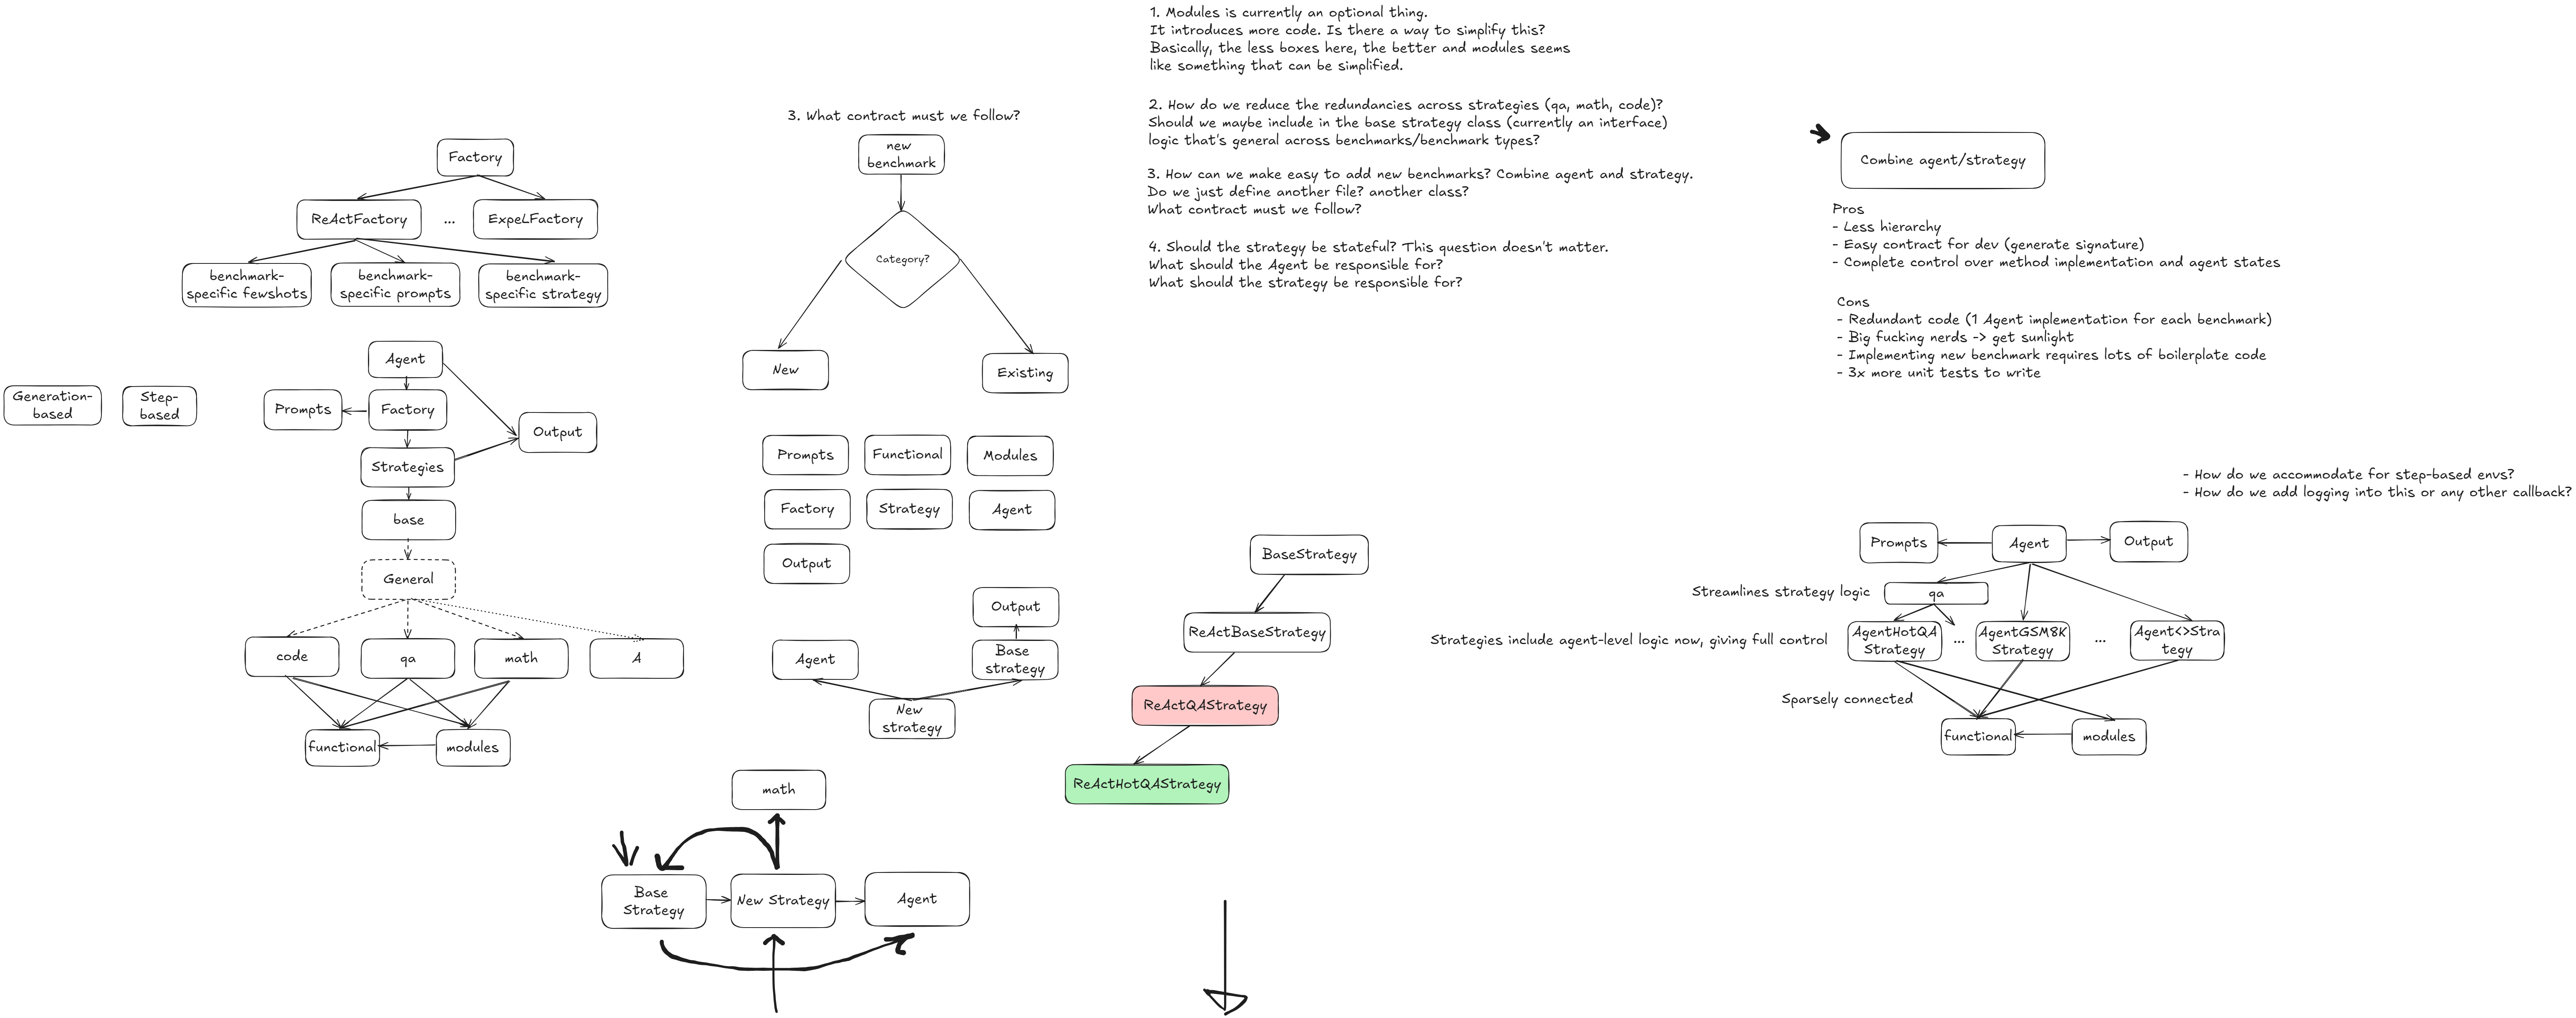 1. Modules is currently an optional thing.
It introduces more code. Is there a way to simplify this?
Basically, the less boxes here, the better and modules seems
like something that can be simplified.
2. How do we reduce the redundancies across strategies (qa, math, code)?
Should we maybe include in the base strategy class (currently an interface)
logic that's general across benchmarks/benchmark types?
3. How can we make easy to add new benchmarks? Combine agent and strategy.
Do we just define another file? another class?
What contract must we follow?
4. Should the strategy be stateful? This question doesn't matter.
What should the Agent be responsible for?
What should the strategy be responsible for?
Factory
ReActFactory
...
ExpeLFactory
benchmark-
specific fewshots
benchmark-
specific prompts
benchmark-
specific strategy
Generation-
based
Step-
based
Agent
Prompts
Factory
Output
Strategies
base
General
code
qa
math
A
functional
modules
3. What contract must we follow?
new
benchmark
Category?
New
Existing
Prompts
Functional
Modules
Factory
Strategy
Agent
Output
Output
Agent
Base
strategy
New
strategy
math
Base
Strategy
New Strategy
Agent
BaseStrategy
ReActBaseStrategy
ReActQAStrategy
ReActHotQAStrategy
Combine agent/strategy
Pros
- Less hierarchy
- Easy contract for dev (generate signature)
- Complete control over method implementation and agent states
Cons
- Redundant code (1 Agent implementation for each benchmark)
- Big fucking nerds -> get sunlight
- Implementing new benchmark requires lots of boilerplate code
- 3x more unit tests to write
- How do we accommodate for step-based envs?
- How do we add logging into this or any other callback?
Prompts
Agent
Output
Streamlines strategy logic
qa
Strategies include agent-level logic now, giving full control
AgentHotQA
Strategy
...
AgentGSM8K
Strategy
...
Agent<>Stra
tegy
Sparsely connected
functional
modules